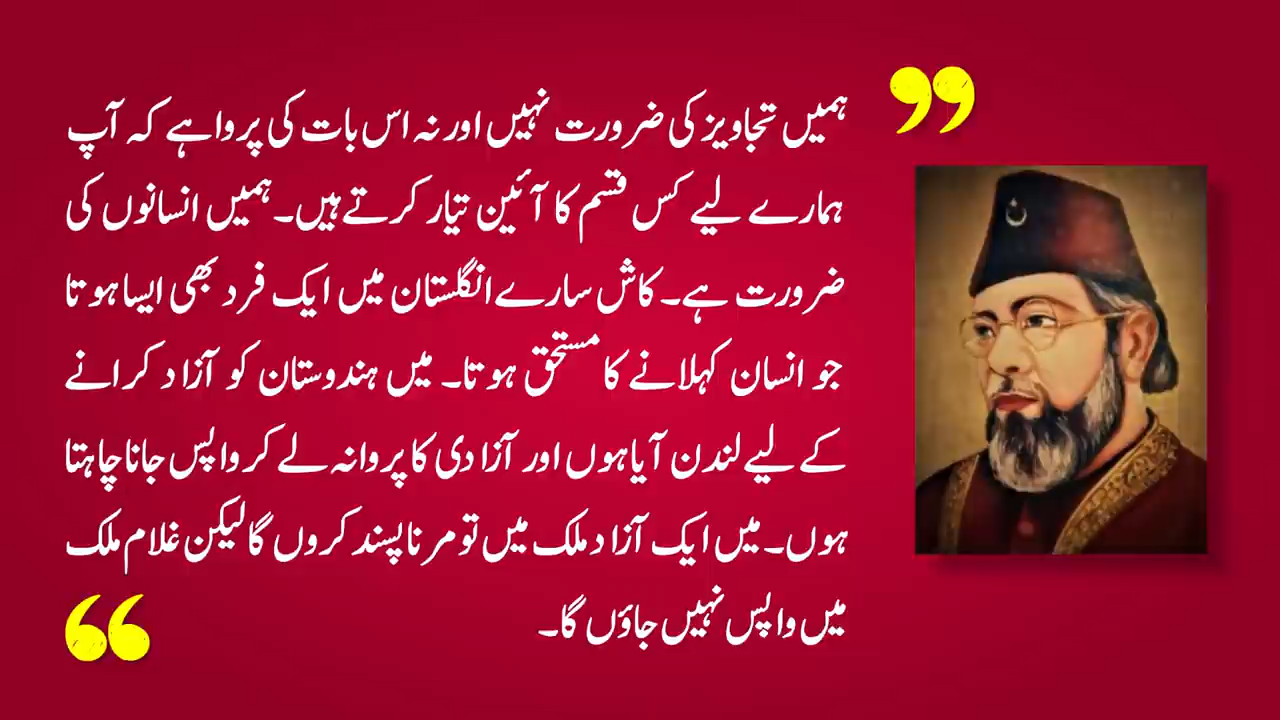 ہمیں تجاویز کی ضرورت نہیں اور نہ اس بات کی پروا ہے کہ آپ
ہمارے لیے کس قسم کا آئین تیار کرتے ہیں۔ ہمیں انسانوں کی
ضرورت ہے۔ کاش سارے انگلستان میں ایک فرد بھی ایسا ہوتا
جو انسان کہلانے کا مستحق ہوتا۔ میں ہندوستان کو آزاد کرانے
کے لیے لندن آیا ہوں اور آزادی کا پروانہ لے کر واپس جانا چاہتا
ہوں۔ میں ایک آزاد ملک میں تو مرنا پسند کروں گا لیکن غلام ملک
میں واپس نہیں جاؤں گا۔